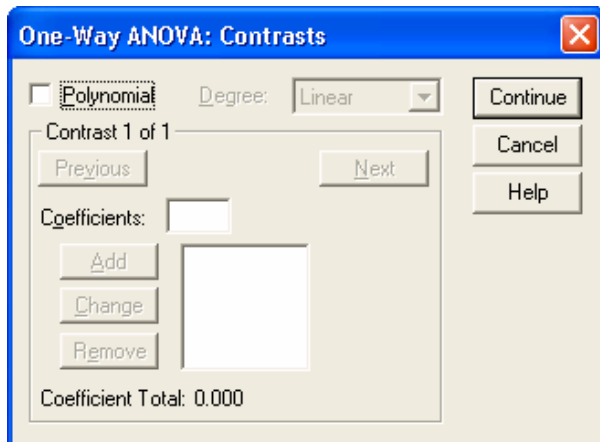 One-Way ANOVA: Contrasts
Polynomial Degree: Linear Continue
Contrast 1 of 1
Cancel
Previous Next
Help
Coefficients:
Add
Change
Remove
Coefficient Total: 0.000